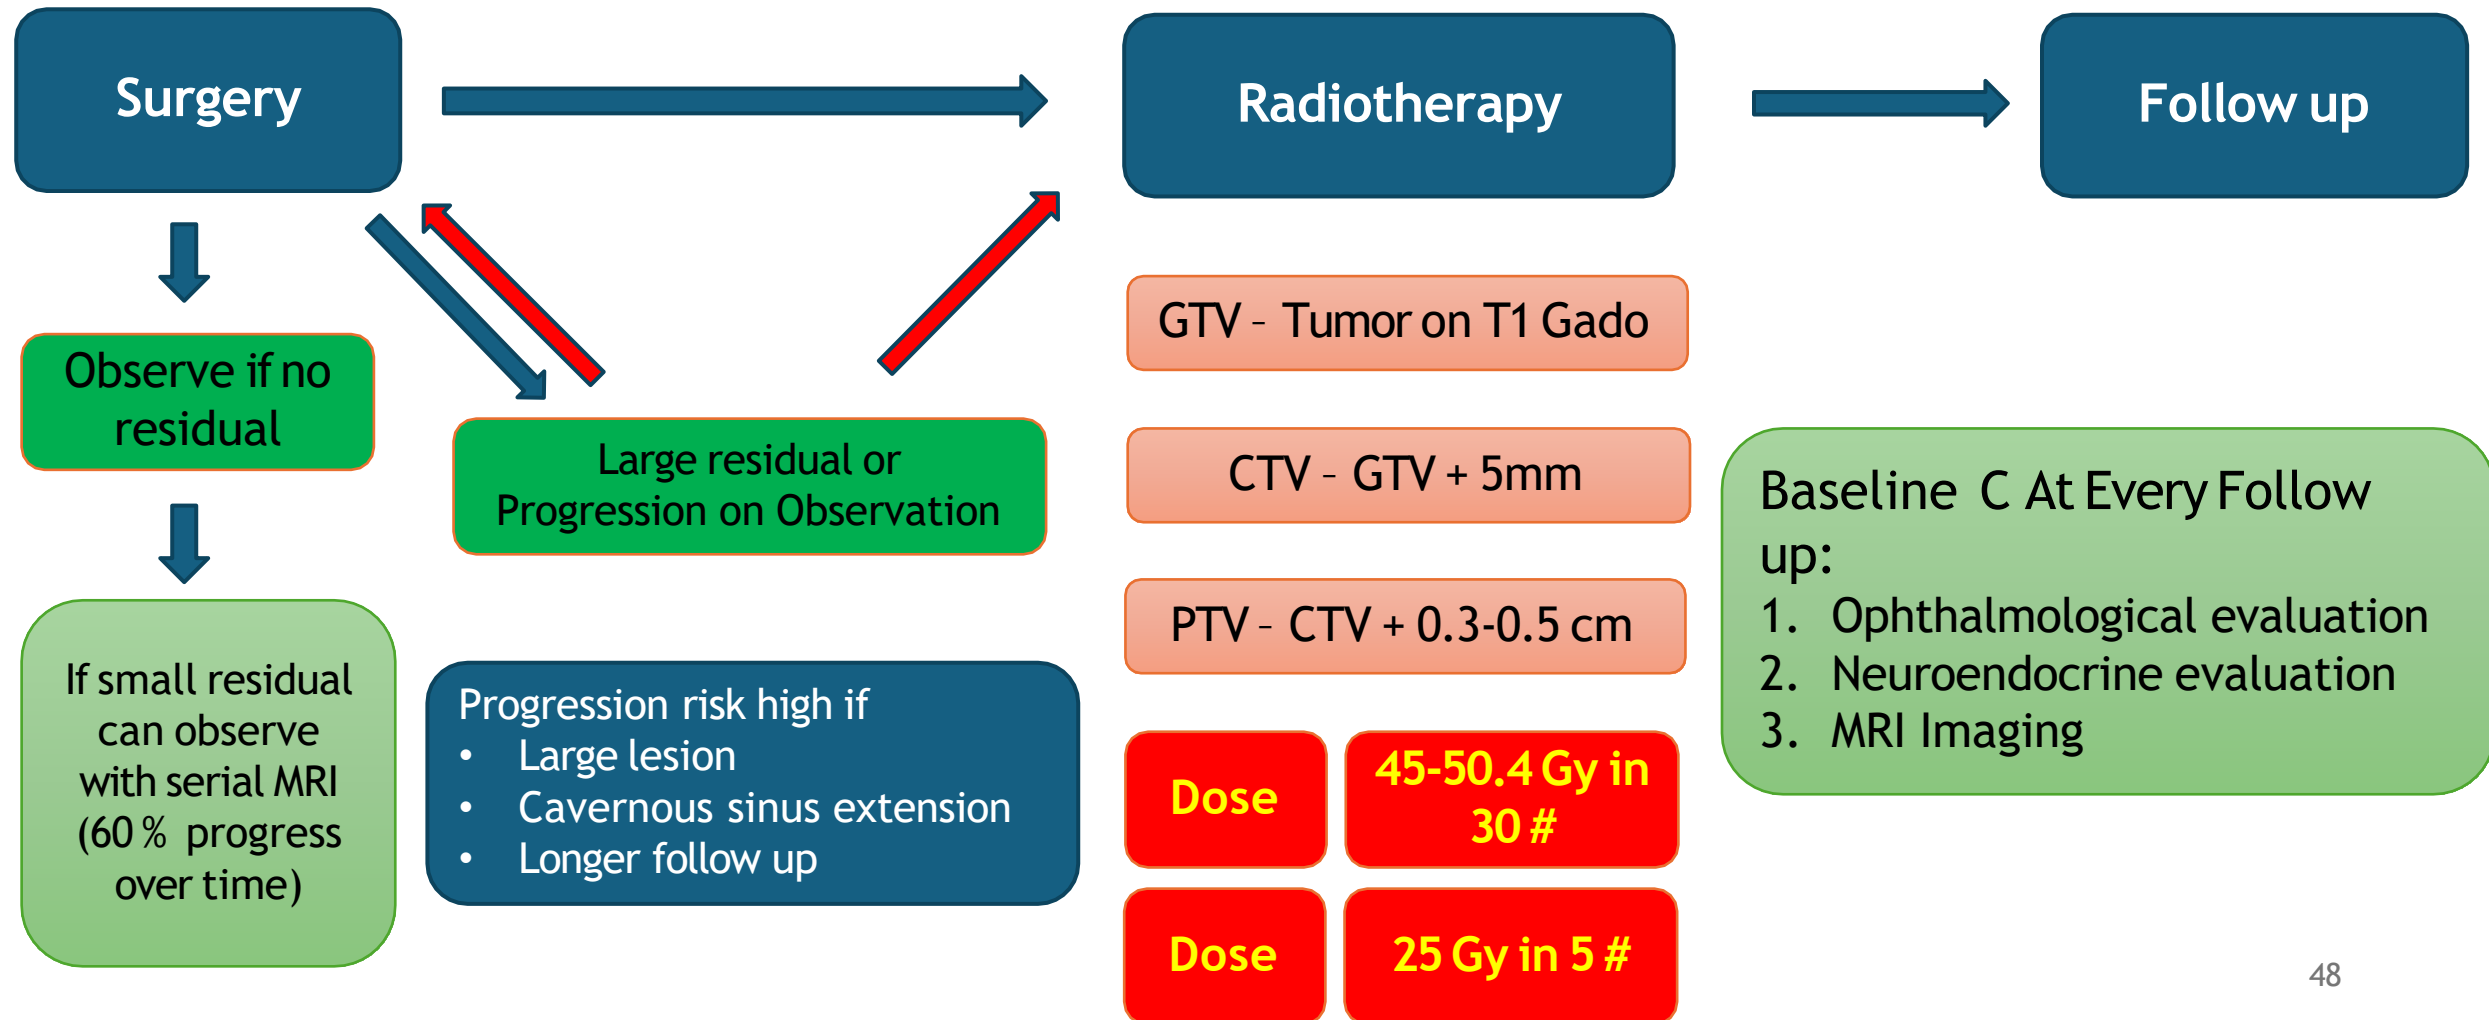 Surgery
Radiotherapy
Follow up
Observe if no
residual
Large residual or
Progression on Observation
If small residual
can observe
with serial MRI
(60 % progress
over time)
Progression risk high if
• Large lesion
• Cavernous sinus extension
• Longer follow up
GTV – Tumor on T1 Gado
CTV – GTV + 5mm
PTV – CTV + 0.3-0.5 cm
Dose
45-50.4 Gy in
30 #
Dose
25 Gy in 5 #
Baseline C At Every Follow
up:
1. Ophthalmological evaluation
2. Neuroendocrine evaluation
3. MRI Imaging
48